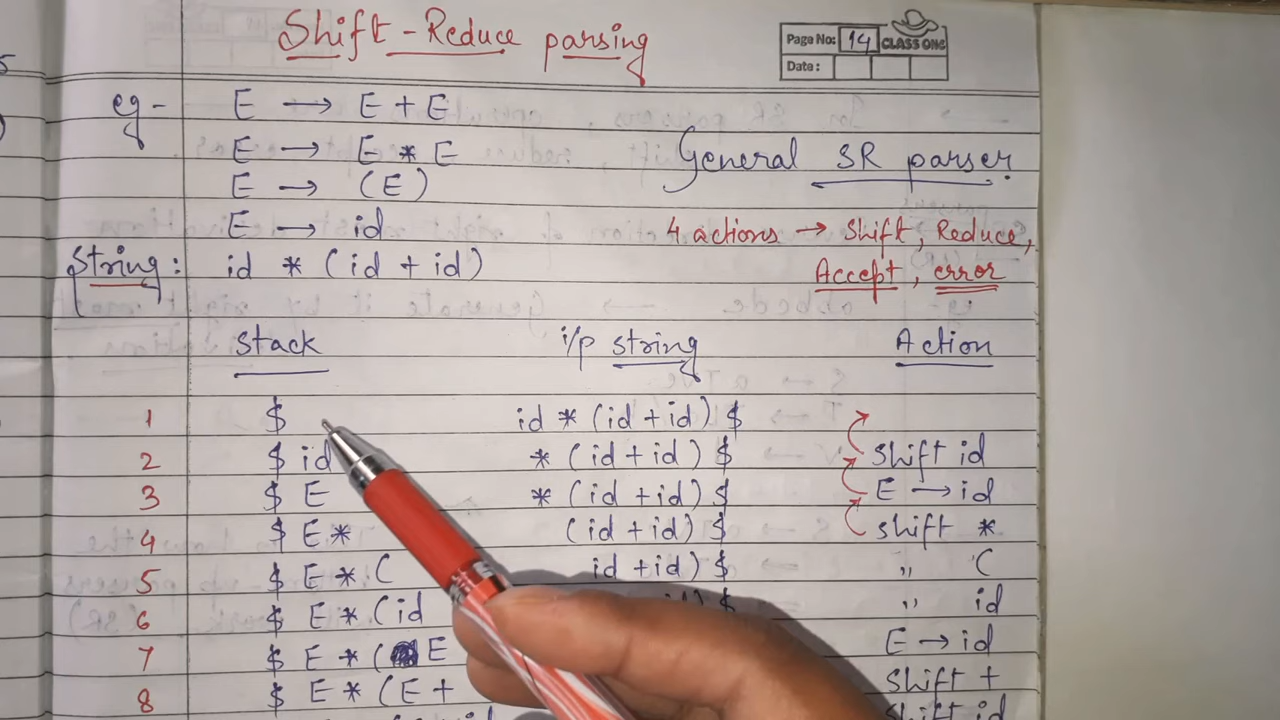 Shift-Reduce parsing
Page No: 14 CLASS ONE
Date:
eg- E → E + E
E → E * E
General SR parser
E → (E)
E → id
4 actions → Shift, Reduce,
Accept, error
String: id * (id + id)
Stack i/p string Action
1 $ id * (id + id) $
2 $ id * (id + id) $ Shift id
3 $ E * (id + id) $ E → id
4 $ E * (id + id) $ shift *
5 $ E * ( id + id) $ ,, (
6 $ E * (id $ ,, id
7 $ E * ( E E → id
8 $ E * (E + shift +
shift id